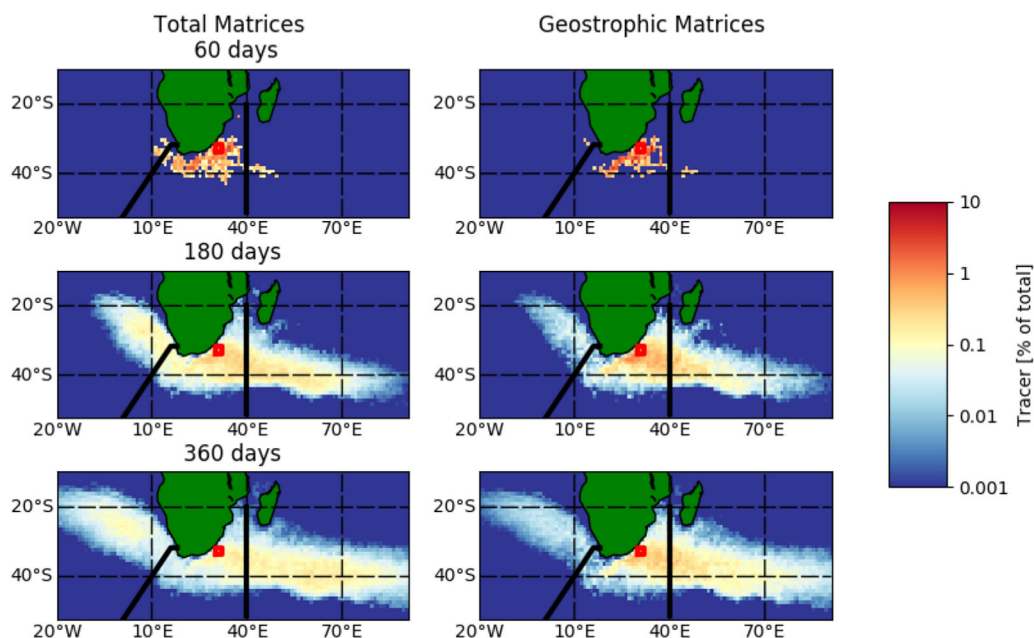 Total Matrices
60 days
Geostrophic Matrices
20°S
40°S
20°W 10°E 40°E 70°E
20°W 10°E 40°E 70°E
180 days
20°S
40°S
20°W 10°E 40°E 70°E
20°W 10°E 40°E 70°E
360 days
20°S
40°S
20°W 10°E 40°E 70°E
20°W 10°E 40°E 70°E
20°S
40°S
20°S
40°S
20°S
40°S
10
1
0.1
0.01
0.001
Tracer [% of total]